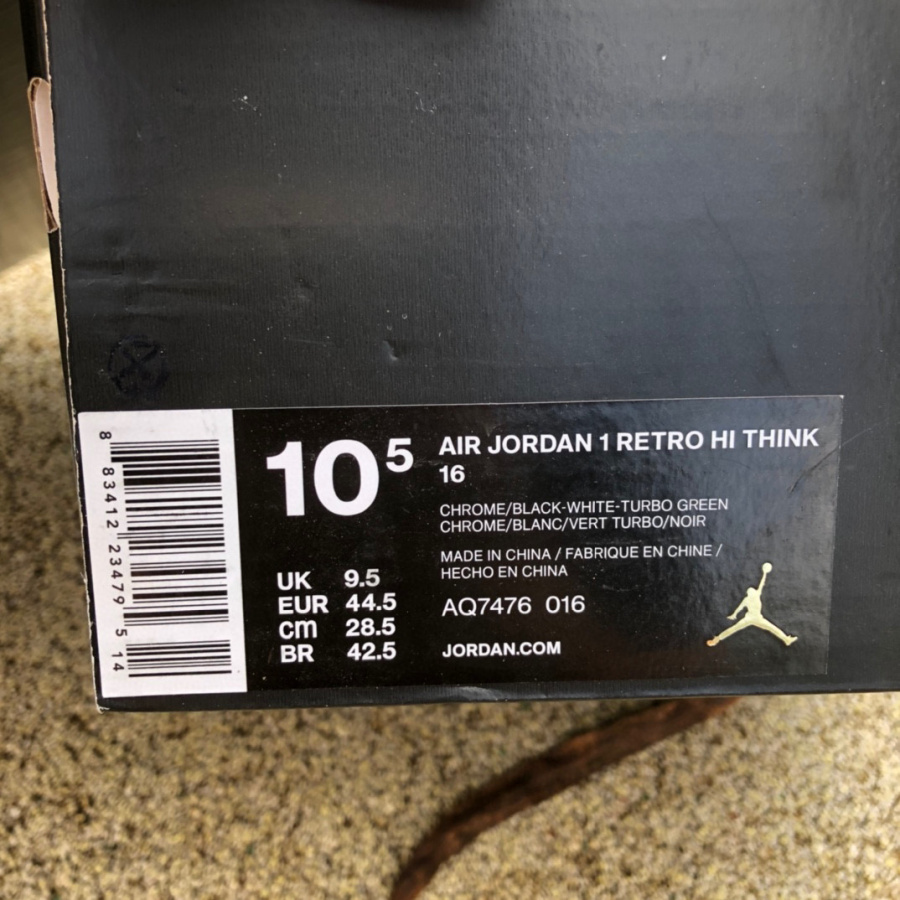 8 83412 23479 5 14
10 5
AIR JORDAN 1 RETRO HI THINK
16
CHROME/BLACK-WHITE-TURBO GREEN
CHROME/BLANC/VERT TURBO/NOIR
MADE IN CHINA / FABRIQUE EN CHINE /
HECHO EN CHINA
UK 9.5
EUR 44.5
cm 28.5
BR 42.5
AQ7476 016
JORDAN.COM